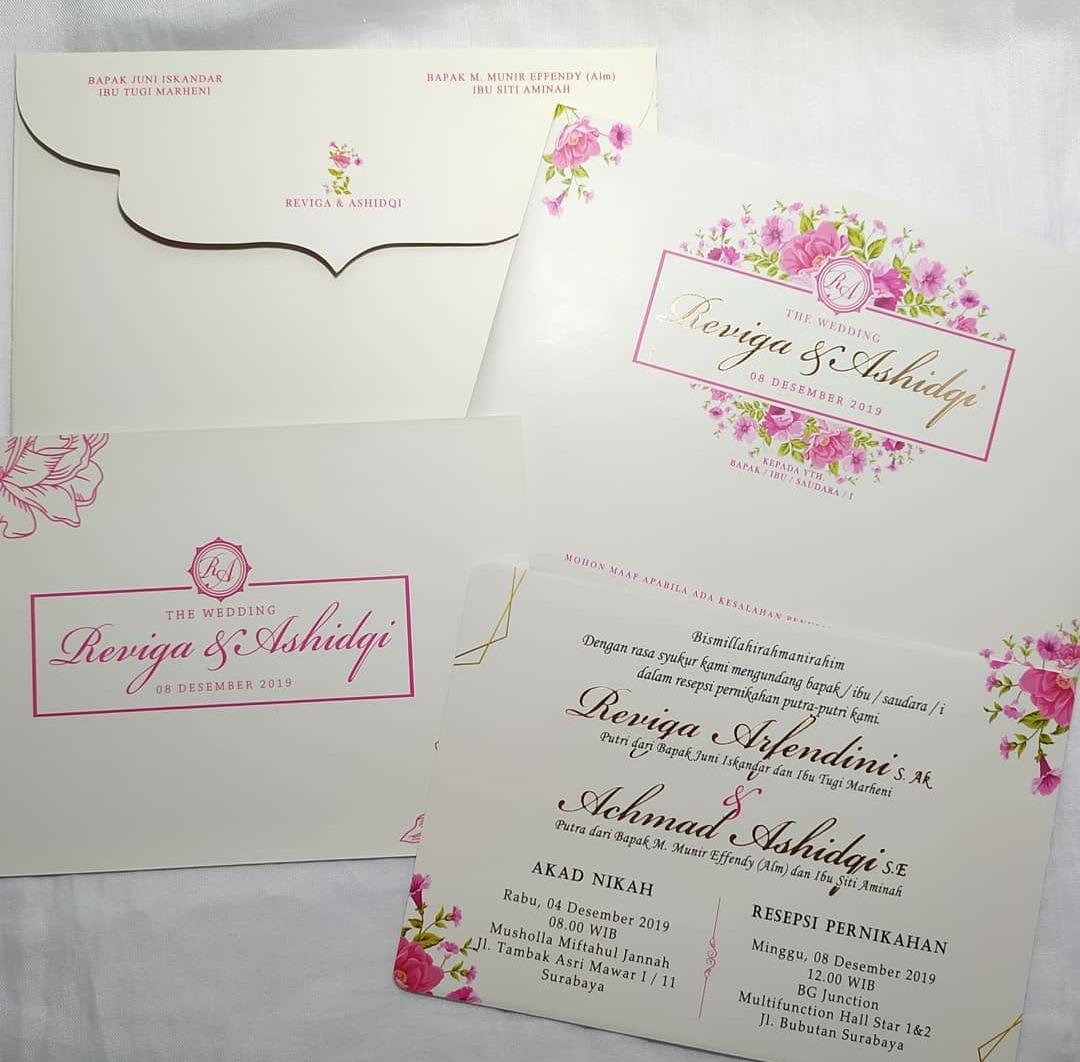 BAPAK JUNI ISKANDAR
IBU TUGI MARHENI
BAPAK M. MUNIR EFFENDY (Alm)
IBU SITI AMINAH
REVIGA & ASHIDQI
RA
THE WEDDING
Reviga & Ashidqi
08 DESEMBER 2019
KEPADA YTH.
BAPAK / IBU / SAUDARA / I
MOHON MAAF APABILA ADA KESALAHAN
RA
THE WEDDING
Reviga & Ashidqi
08 DESEMBER 2019
Bismillahirahmanirahim
Dengan rasa syukur kami mengundang bapak / ibu / saudara / i
dalam resepsi pernikahan putra-putri kami.
Reviga Arfendini S. Ak
Putri dari Bapak Juni Iskandar dan Ibu Tugi Marheni
&
Achmad Ashidqi S.E
Putra dari Bapak M. Munir Effendy (Alm) dan Ibu Siti Aminah
AKAD NIKAH
Rabu, 04 Desember 2019
08.00 WIB
Musholla Miftahul Jannah
Jl. Tambak Asri Mawar I / 11
Surabaya
RESEPSI PERNIKAHAN
Minggu, 08 Desember 2019
12.00 WIB
BG Junction
Multifunction Hall Star 1&2
Jl. Bubutan Surabaya